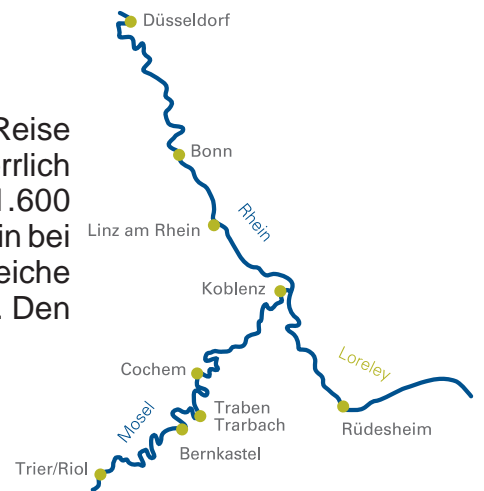 Düsseldorf
Reise
rrlich
1.600
in bei
eiche
. Den
Bonn
Linz am Rhein
Rhein
Koblenz
Loreley
Cochem
Mosel
Traben
Trarbach
Rüdesheim
Bernkastel
Trier/Riol